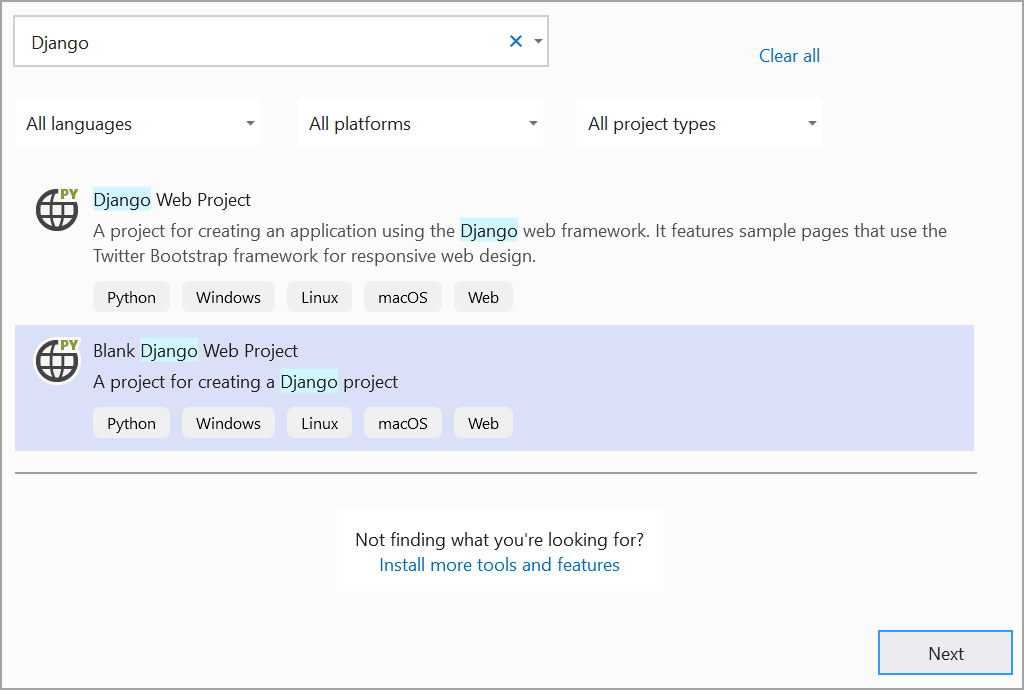 Django
Clear all
All languages
All platforms
All project types
PY
Django Web Project
A project for creating an application using the Django web framework. It features sample pages that use the
Twitter Bootstrap framework for responsive web design.
Python
Windows
Linux
macOS
Web
PY
Blank Django Web Project
A project for creating a Django project
Python
Windows
Linux
macOS
Web
Not finding what you're looking for?
Install more tools and features
Next